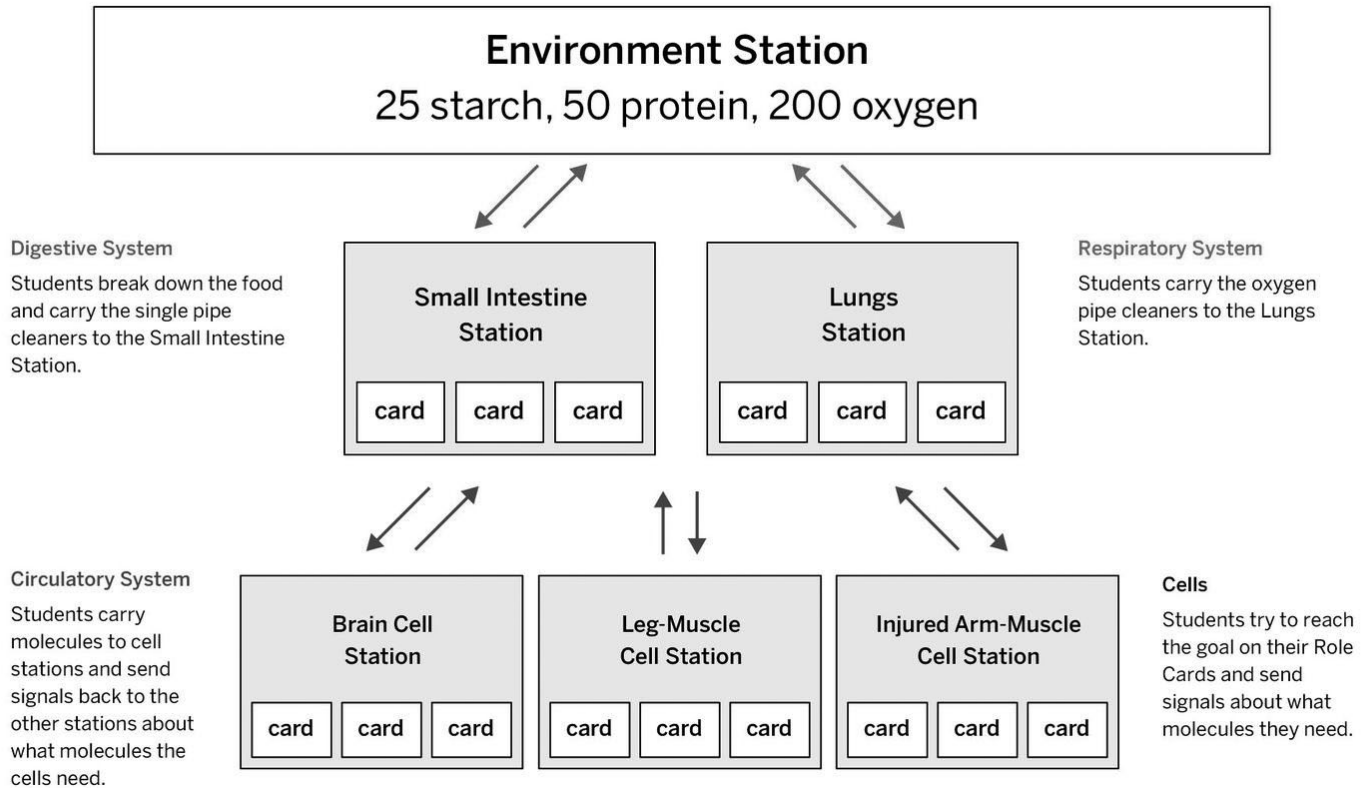 Environment Station
25 starch, 50 protein, 200 oxygen
Digestive System
Students break down the food
and carry the single pipe
cleaners to the Small Intestine
Station.
Small Intestine
Station
card card card
Lungs
Station
card card card
Respiratory System
Students carry the oxygen
pipe cleaners to the Lungs
Station.
Circulatory System
Students carry
molecules to cell
stations and send
signals back to the
other stations about
what molecules the
cells need.
Brain Cell
Station
card card card
Leg-Muscle
Cell Station
card card card
Injured Arm-Muscle
Cell Station
card card card
Cells
Students try to reach
the goal on their Role
Cards and send
signals about what
molecules they need.